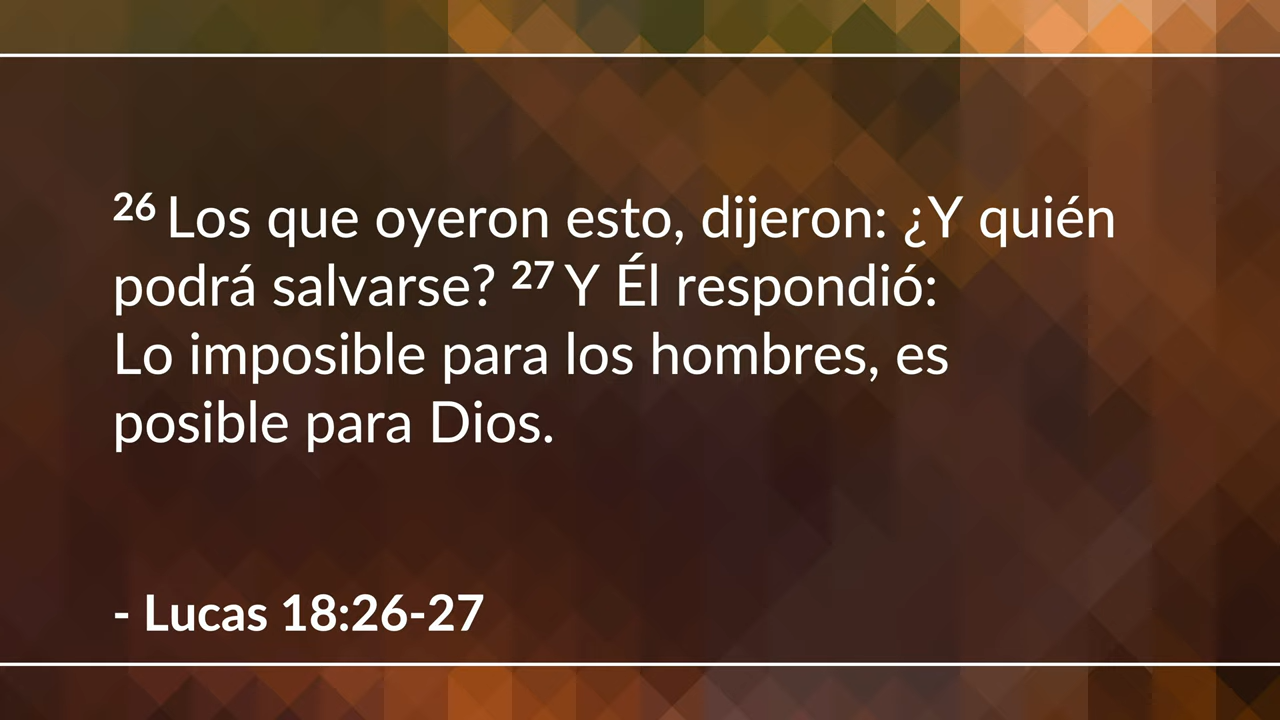 26 Los que oyeron esto, dijeron: ¿Y quién
podrá salvarse? 27 Y Él respondió:
Lo imposible para los hombres, es
posible para Dios.
- Lucas 18:26-27